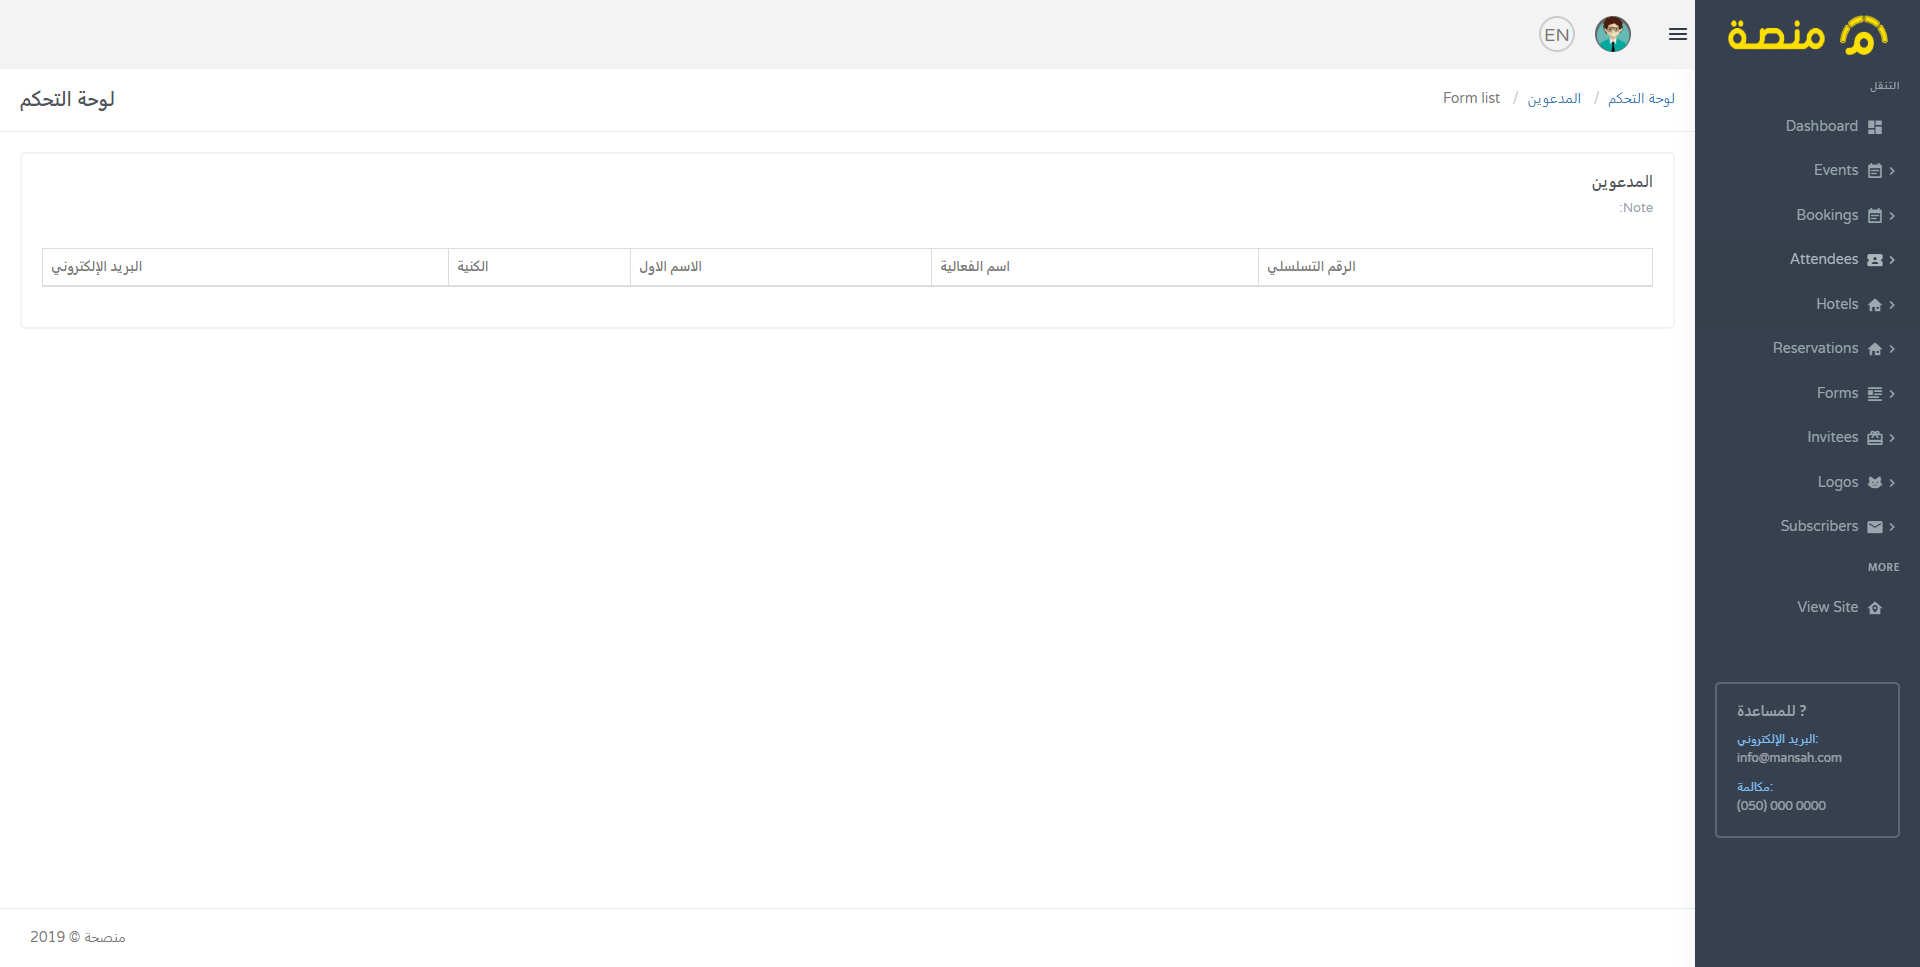 منصة
EN
لوحة التحكم
لوحة التحكم / المدعوين / Form list
المدعوين
Note:
الرقم التسلسلي
اسم الفعالية
الاسم الاول
الكنية
البريد الإلكتروني
التنقل
Dashboard
Events
Bookings
Attendees
Hotels
Reservations
Forms
Invitees
Logos
Subscribers
MORE
View Site
للمساعدة ?
البريد الإلكتروني:
info@mansah.com
مكالمة:
(050) 000 0000
منصحة © 2019